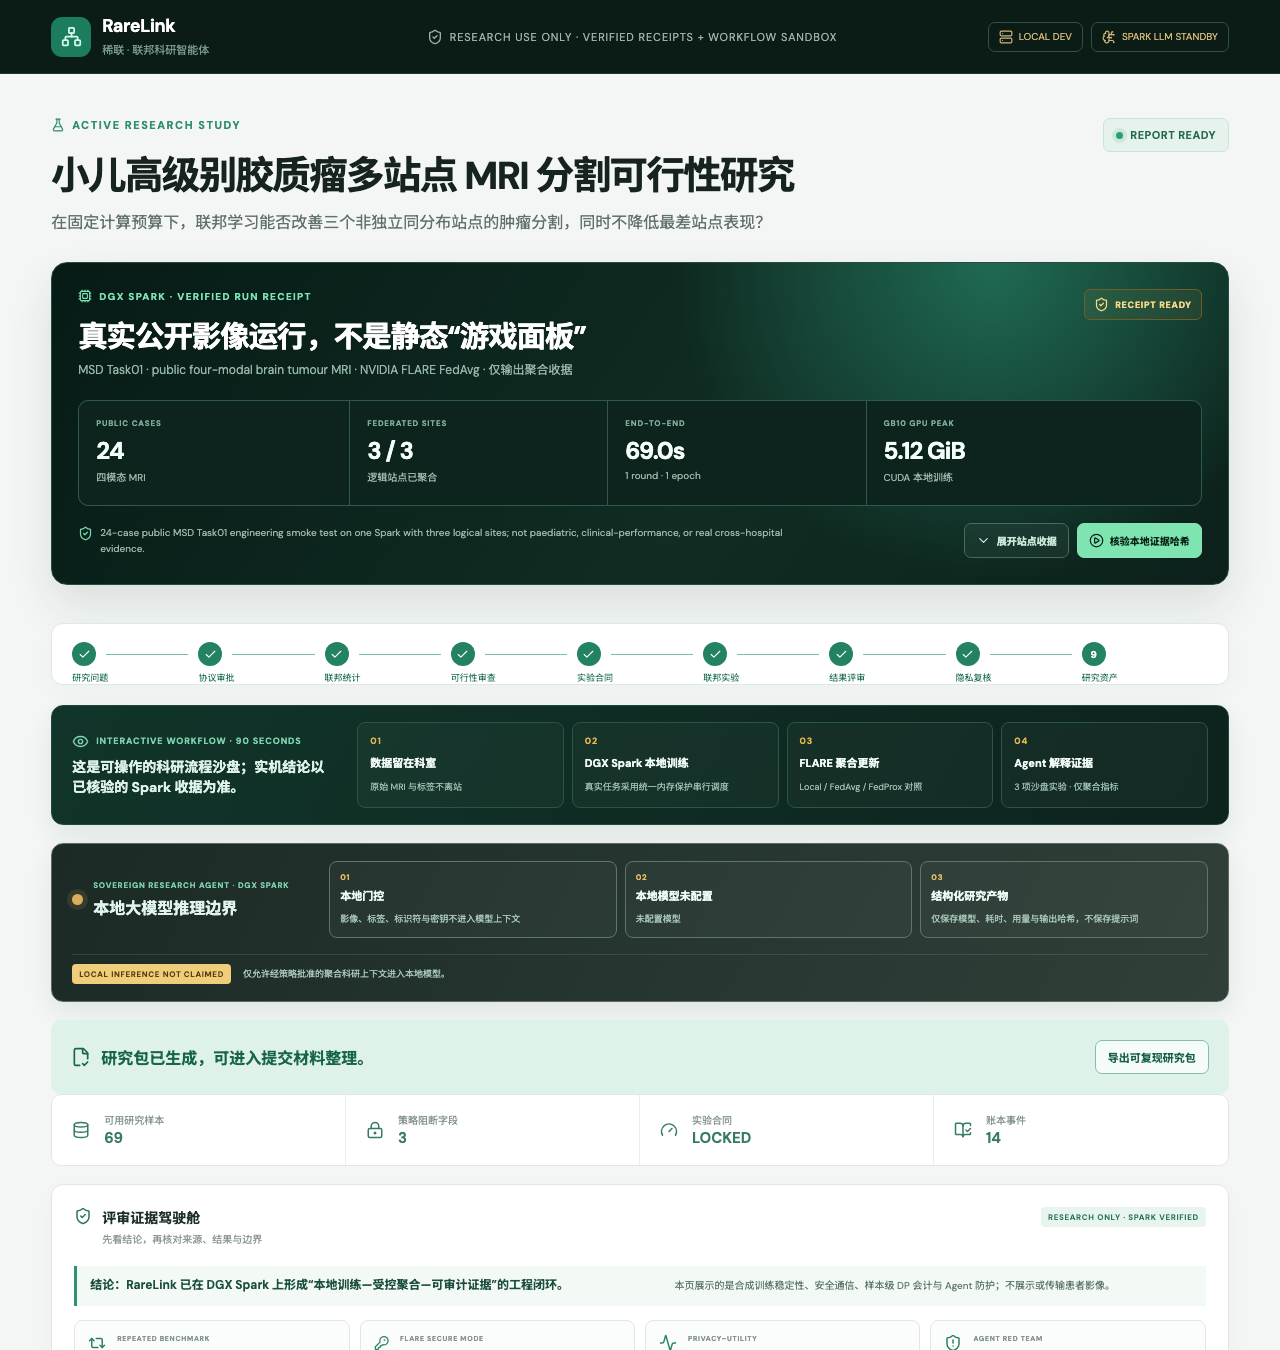 RareLink
稀联 · 联邦科研智能体
RESEARCH USE ONLY · VERIFIED RECEIPTS + WORKFLOW SANDBOX
LOCAL DEV
SPARK LLM STANDBY
ACTIVE RESEARCH STUDY
REPORT READY
小儿高级别胶质瘤多站点 MRI 分割可行性研究
在固定计算预算下，联邦学习能否改善三个非独立同分布站点的肿瘤分割，同时不降低最差站点表现？
DGX SPARK · VERIFIED RUN RECEIPT
RECEIPT READY
真实公开影像运行，不是静态“游戏面板”
MSD Task01 · public four-modal brain tumour MRI · NVIDIA FLARE FedAvg · 仅输出聚合收据
PUBLIC CASES
24
四模态 MRI
FEDERATED SITES
3 / 3
逻辑站点已聚合
END-TO-END
69.0s
1 round · 1 epoch
GB10 GPU PEAK
5.12 GiB
CUDA 本地训练
24-case public MSD Task01 engineering smoke test on one Spark with three logical sites; not paediatric, clinical-performance, or real cross-hospital
evidence.
展开站点收据
核验本地证据哈希
研究问题
协议审批
联邦统计
可行性审查
实验合同
联邦实验
结果评审
隐私复核
9
研究资产
INTERACTIVE WORKFLOW · 90 SECONDS
这是可操作的科研流程沙盘；实机结论以
已核验的 Spark 收据为准。
01
数据留在科室
原始 MRI 与标签不离站
02
DGX Spark 本地训练
真实任务采用统一内存保护串行调度
03
FLARE 聚合更新
Local / FedAvg / FedProx 对照
04
Agent 解释证据
3 项沙盘实验 · 仅聚合指标
SOVEREIGN RESEARCH AGENT · DGX SPARK
本地大模型推理边界
01
本地门控
影像、标签、标识符与密钥不进入模型上下文
02
本地模型未配置
未配置模型
03
结构化研究产物
仅保存模型、耗时、用量与输出哈希，不保存提示词
LOCAL INFERENCE NOT CLAIMED
仅允许经策略批准的聚合科研上下文进入本地模型。
研究包已生成，可进入提交材料整理。
导出可复现研究包
可用研究样本
69
策略阻断字段
3
实验合同
LOCKED
账本事件
14
评审证据驾驶舱
先看结论，再核对来源、结果与边界
RESEARCH ONLY · SPARK VERIFIED
结论：RareLink 已在 DGX Spark 上形成“本地训练—受控聚合—可审计证据”的工程闭环。
本页展示的是合成训练稳定性、安全通信、样本级 DP 会计与 Agent 防护；不展示或传输患者影像。
REPEATED BENCHMARK
FLARE SECURE MODE
PRIVACY-UTILITY
AGENT RED TEAM